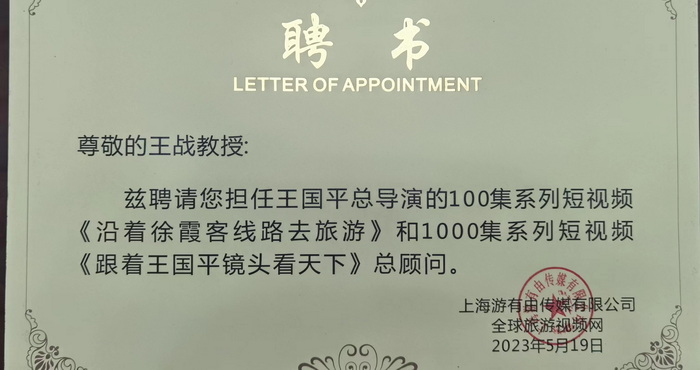 聘书
LETTER OF APPOINTMENT
尊敬的王战教授:
兹聘请您担任王国平总导演的100集系列短视频
《沿着徐霞客线路去旅游》和1000集系列短视频
《跟着王国平镜头看天下》总顾问。
上海游有由传媒有限公司
全球旅游视频网
2023年5月19日